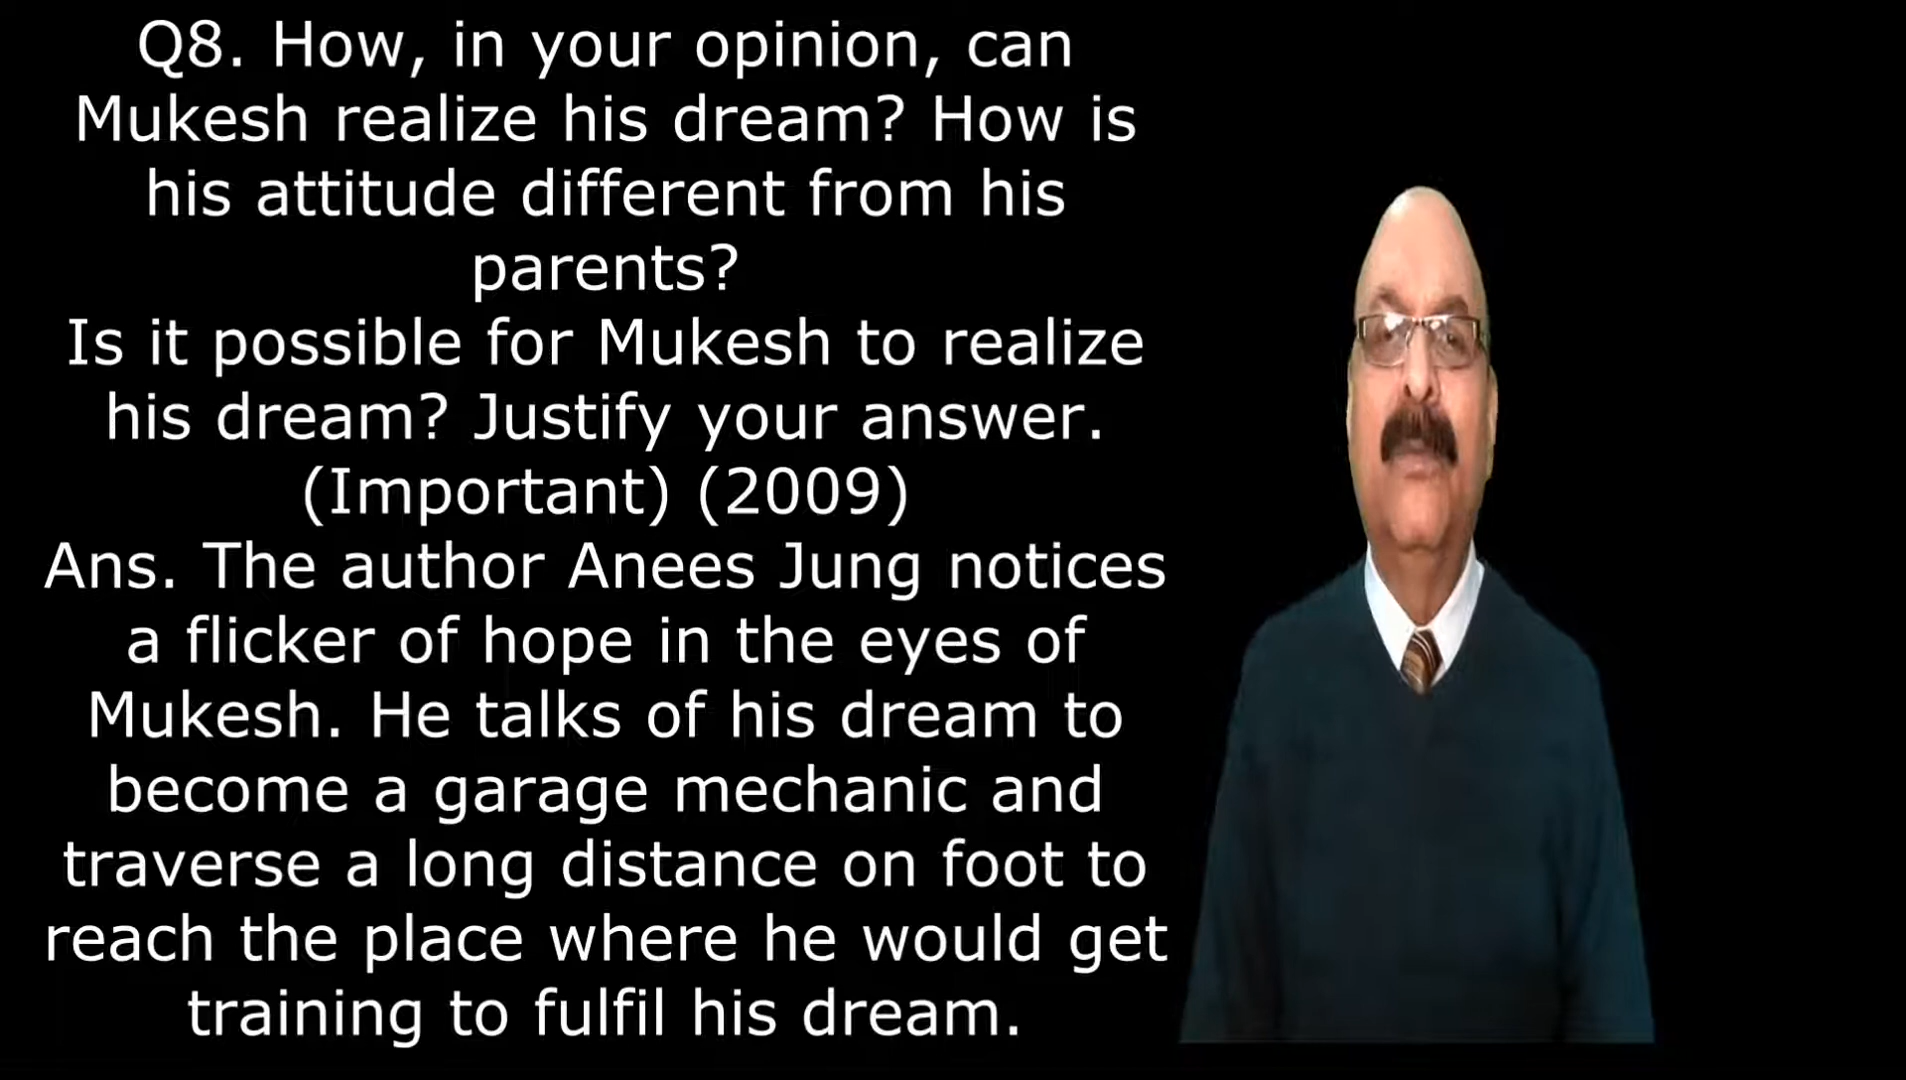 Q8. How, in your opinion, can
Mukesh realize his dream? How is
his attitude different from his
parents?
Is it possible for Mukesh to realize
his dream? Justify your answer.
(Important) (2009)
Ans. The author Anees Jung notices
a flicker of hope in the eyes of
Mukesh. He talks of his dream to
become a garage mechanic and
traverse a long distance on foot to
reach the place where he would get
training to fulfil his dream.